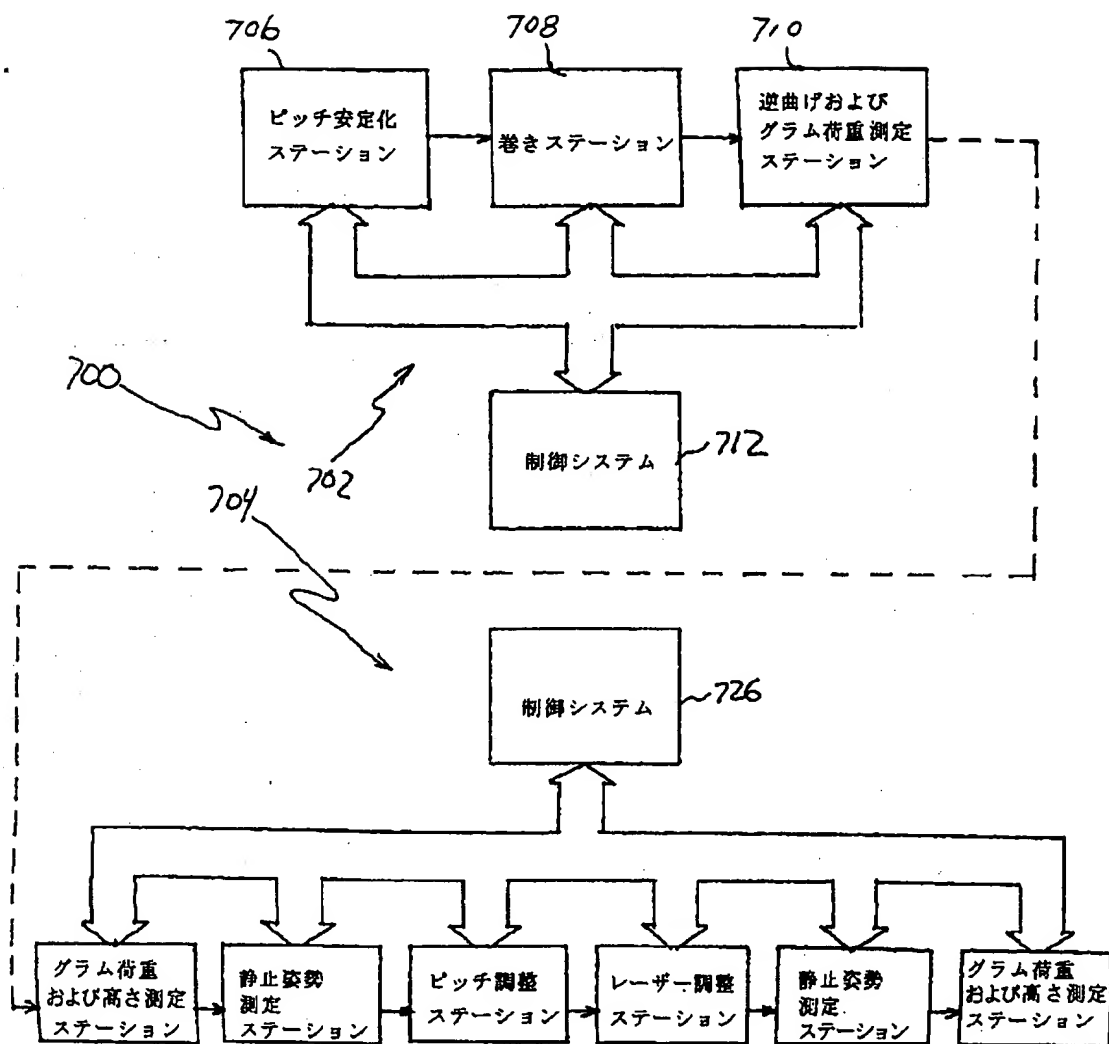 706
708
710
ピッチ安定化
ステーション
巻きステーション
逆曲げおよび
グラム荷重測定
ステーション
700
702
制御システム
712
704
制御システム
726
グラム荷重
および高さ測定
ステーション
静止姿勢
測定
ステーション
ピッチ調整
ステーション
レーザー調整
ステーション
静止姿勢
測定
ステーション
グラム荷重
および高さ測定
ステーション